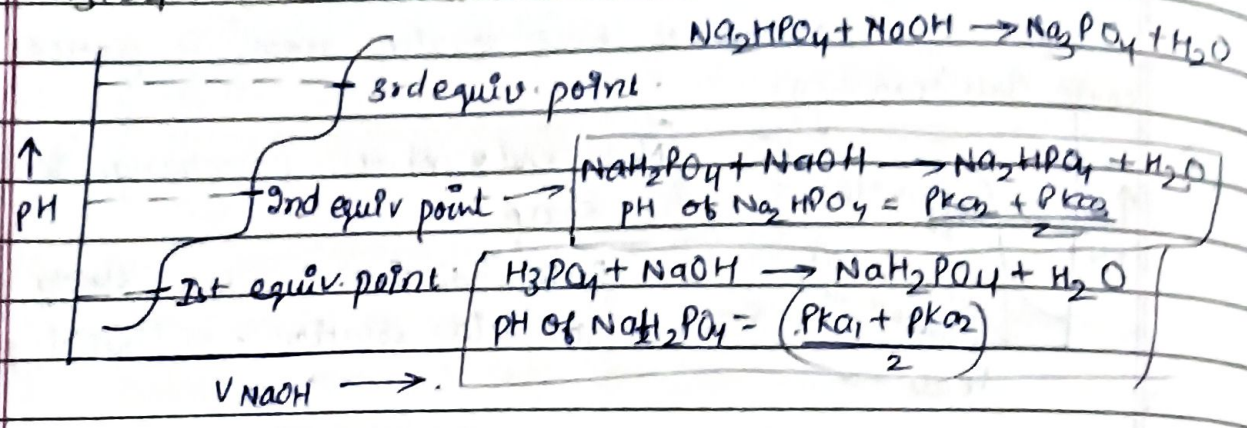 Na₂HPO₄ + NaOH → Na₃PO₄ + H₂O
3rd equiv. point.
NaH₂PO₄ + NaOH → Na₂HPO₄ + H₂O
↑
pH
2nd equiv point →
pH of Na₂HPO₄ = (Pka₂ + Pka₃)/2
Ist equiv. point:
H₃PO₄ + NaOH → NaH₂PO₄ + H₂O
pH of NaH₂PO₄ = (Pka₁ + pka₂)/2
V NaOH →.